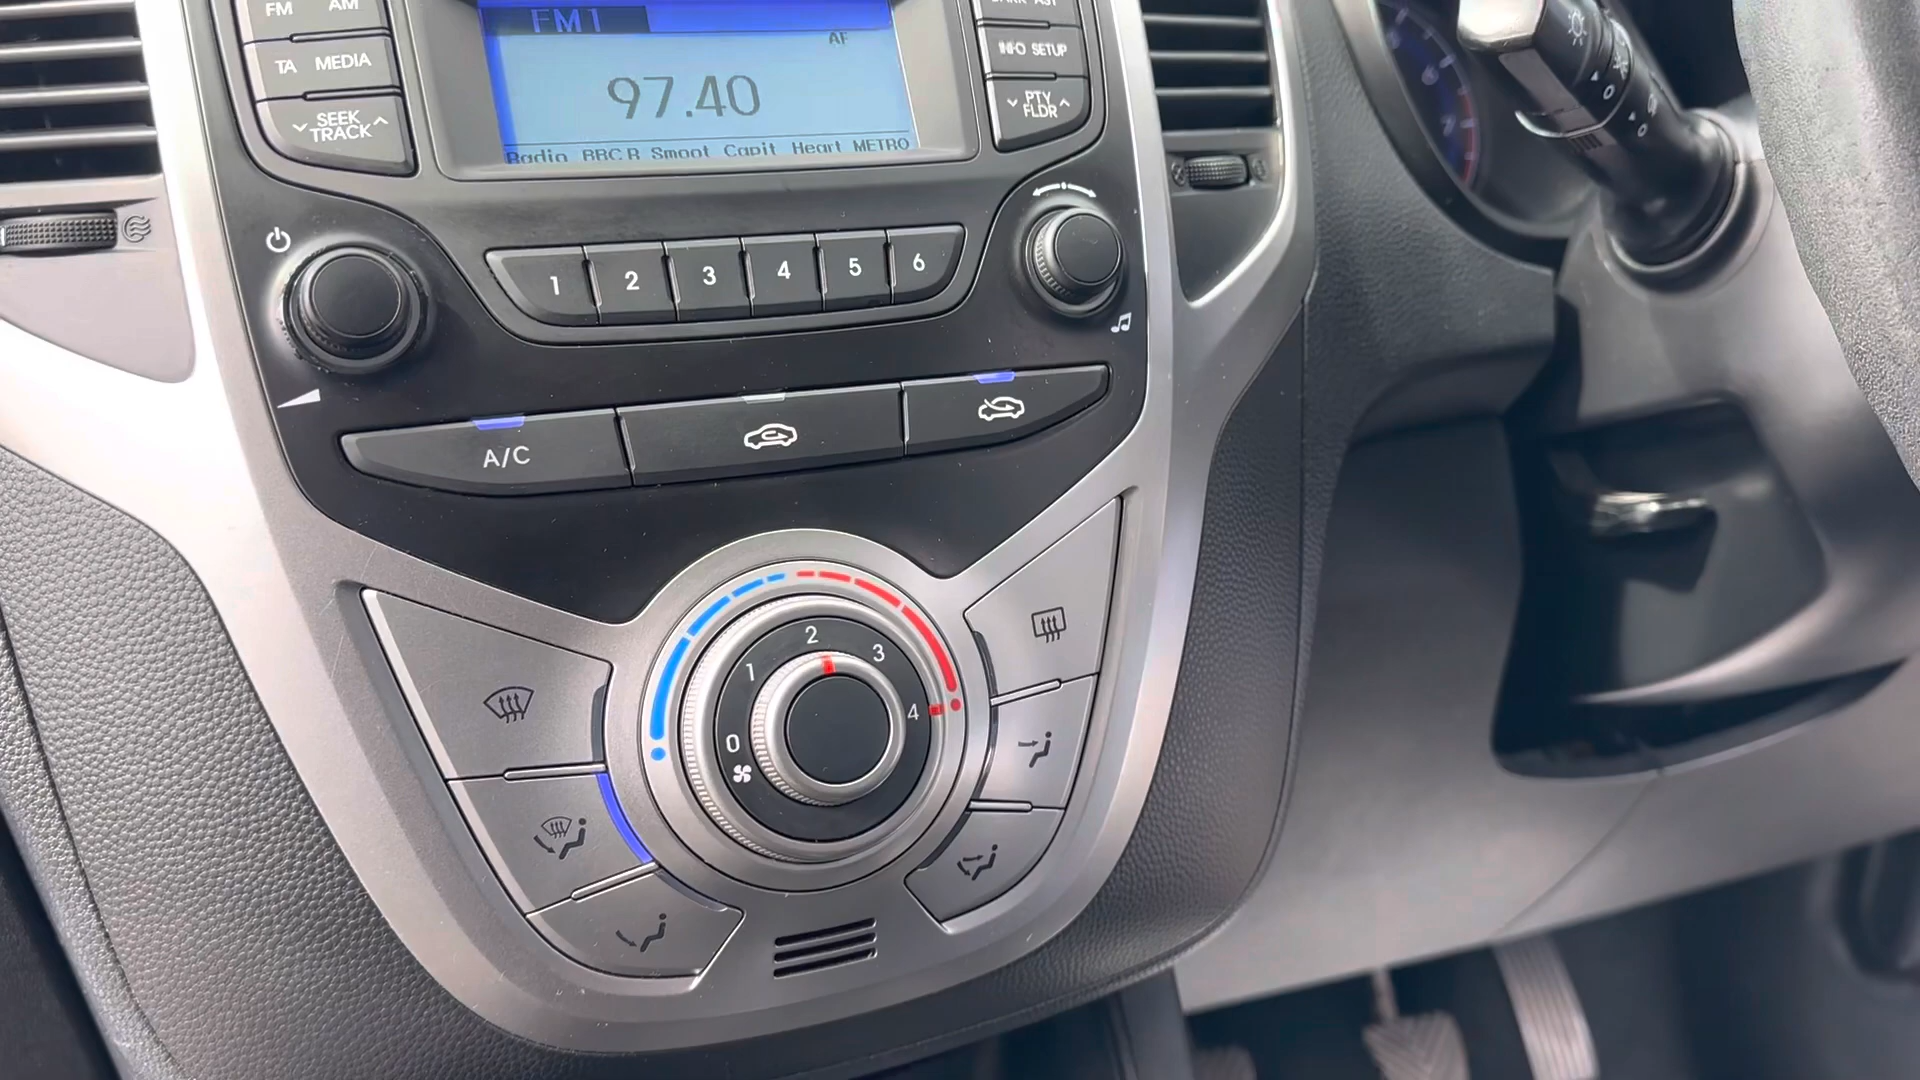 FM AM
TA MEDIA
SEEK
TRACK
FM1
AF
97.40
Radio BBC R Smoot Capit Heart METRO
INFO SETUP
PTY
FLDR
1 2 3 4 5 6
A/C
0 1 2 3 4